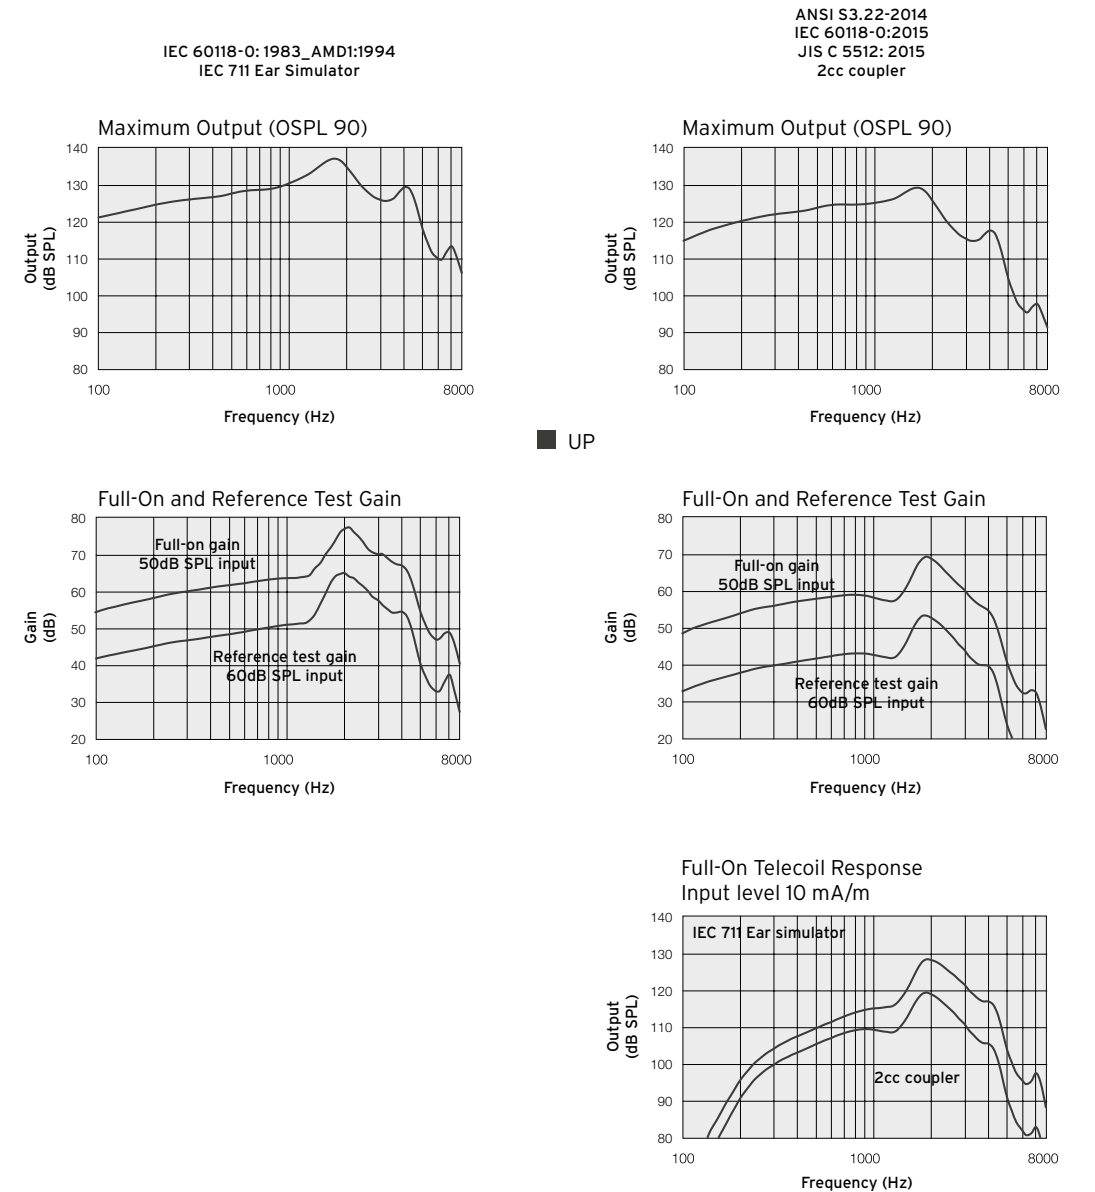 IEC 60118-0: 1983_AMD1:1994
IEC 711 Ear Simulator
ANSI S3.22-2014
IEC 60118-0:2015
JIS C 5512: 2015
2cc coupler
Maximum Output (OSPL 90)
140
130
120
110
100
90
80
Output
(dB SPL)
100
1000
8000
Frequency (Hz)
Maximum Output (OSPL 90)
140
130
120
110
100
90
80
Output
(dB SPL)
100
1000
8000
Frequency (Hz)
UP
Full-On and Reference Test Gain
80
70
60
50
40
30
20
Gain
(dB)
Full-on gain
50dB SPL input
Reference test gain
60dB SPL input
100
1000
8000
Frequency (Hz)
Full-On and Reference Test Gain
80
70
60
50
40
30
20
Gain
(dB)
Full-on gain
50dB SPL input
Reference test gain
60dB SPL input
100
1000
8000
Frequency (Hz)
Full-On Telecoil Response
Input level 10 mA/m
140
130
120
110
100
90
80
Output
(dB SPL)
IEC 711 Ear simulator
2cc coupler
100
1000
8000
Frequency (Hz)